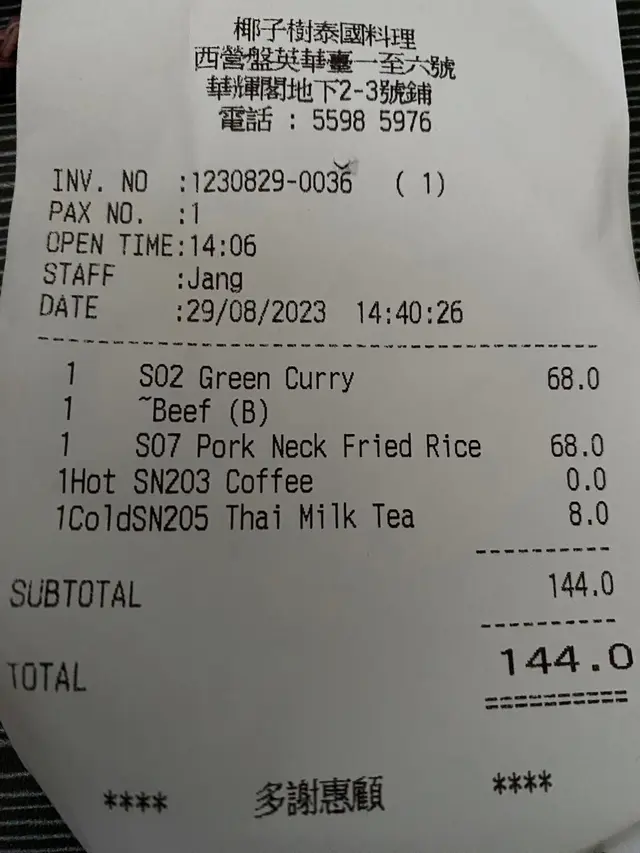 椰子樹泰國料理
西營盤英華臺一至六號
華輝閣地下2-3號鋪
電話 : 5598 5976
INV. NO :1230829-0036 ( 1)
PAX NO. :1
OPEN TIME:14:06
STAFF :Jang
DATE :29/08/2023 14:40:26
1 S02 Green Curry 68.0
1 ~Beef (B)
1 S07 Pork Neck Fried Rice 68.0
1Hot SN203 Coffee 0.0
1ColdSN205 Thai Milk Tea 8.0
SUBTOTAL 144.0
TOTAL 144.0
**** 多謝惠顧 ****